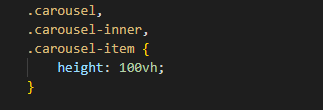 .carousel,
.carousel-inner,
.carousel-item {
    height: 100vh;
}